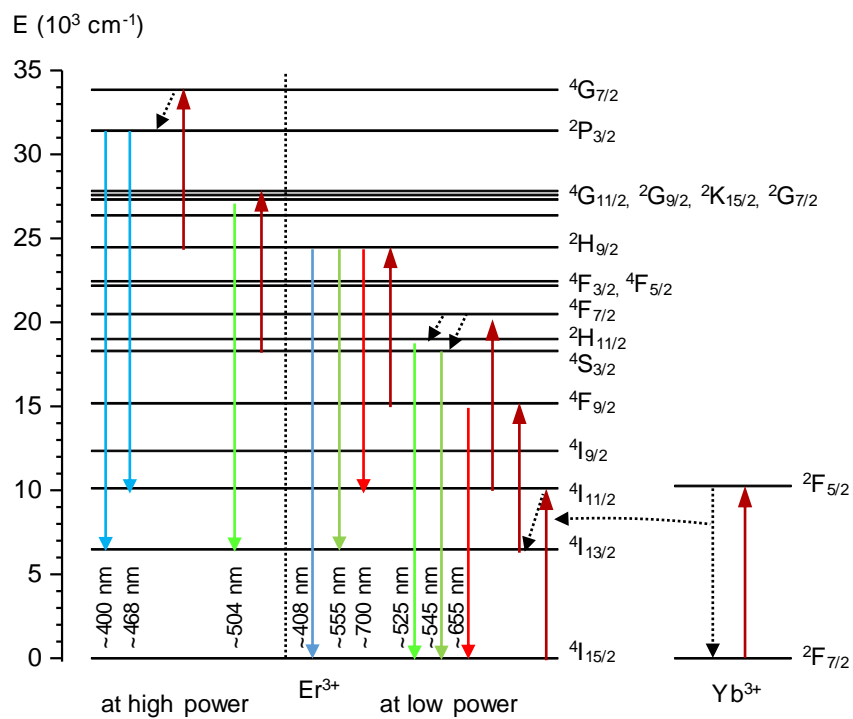 E (10³ cm⁻¹)
35
30
25
20
15
10
5
0
⁴G₇/₂
²P₃/₂
⁴G₁₁/₂, ²G₉/₂, ²K₁₅/₂, ²G₇/₂
²H₉/₂
⁴F₃/₂, ⁴F₅/₂
⁴F₇/₂
²H₁₁/₂
⁴S₃/₂
⁴F₉/₂
⁴I₉/₂
⁴I₁₁/₂
⁴I₁₃/₂
⁴I₁₅/₂
²F₅/₂
²F₇/₂
~400 nm
~468 nm
~504 nm
~408 nm
~555 nm
~700 nm
~525 nm
~545 nm
~655 nm
at high power
Er³⁺
at low power
Yb³⁺